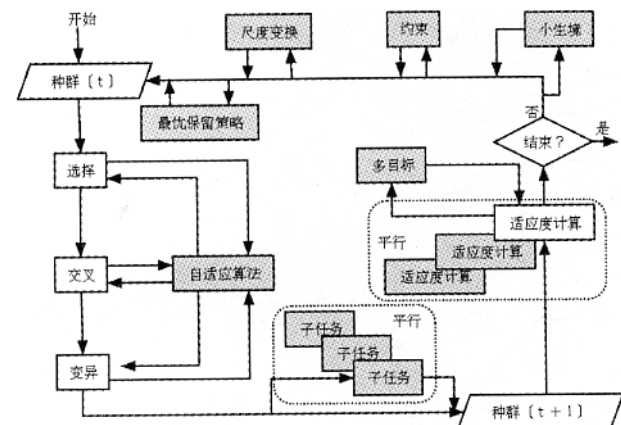 开始
尺度变换
约束
小生境
种群〔t〕
最优保留策略
否
结束？
是
选择
多目标
适应度计算
平行
适应度计算
适应度计算
交叉
自适应算法
子任务
平行
子任务
子任务
变异
种群〔t＋1〕